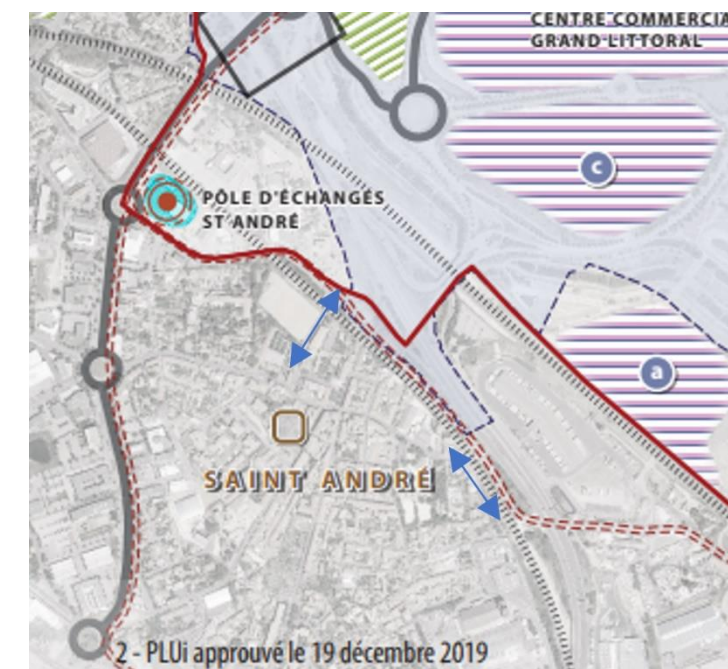 CENTRE COMMERCIA
GRAND LITTORAL
c
PÔLE D'ÉCHANGES
ST ANDRÉ
a
SAINT ANDRÉ
2 - PLUi approuvé le 19 décembre 2019